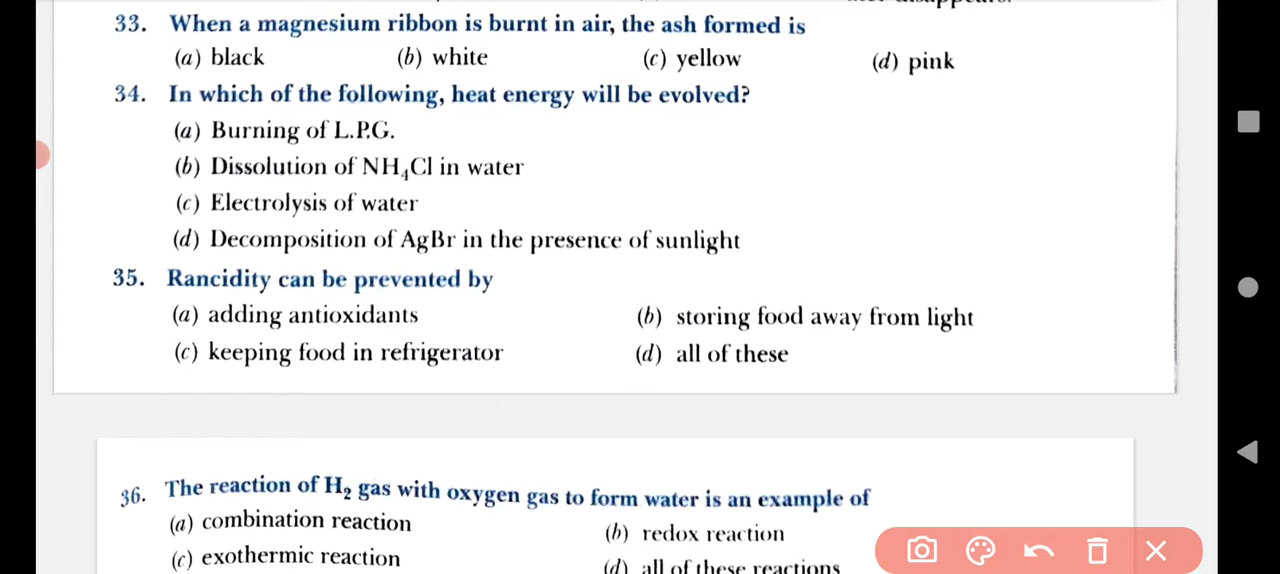 33. When a magnesium ribbon is burnt in air, the ash formed is
(a) black (b) white (c) yellow (d) pink
34. In which of the following, heat energy will be evolved?
(a) Burning of L.P.G.
(b) Dissolution of NH₄Cl in water
(c) Electrolysis of water
(d) Decomposition of AgBr in the presence of sunlight
35. Rancidity can be prevented by
(a) adding antioxidants (b) storing food away from light
(c) keeping food in refrigerator (d) all of these
36. The reaction of H₂ gas with oxygen gas to form water is an example of
(a) combination reaction (b) redox reaction
(c) exothermic reaction (d) all of these reactions